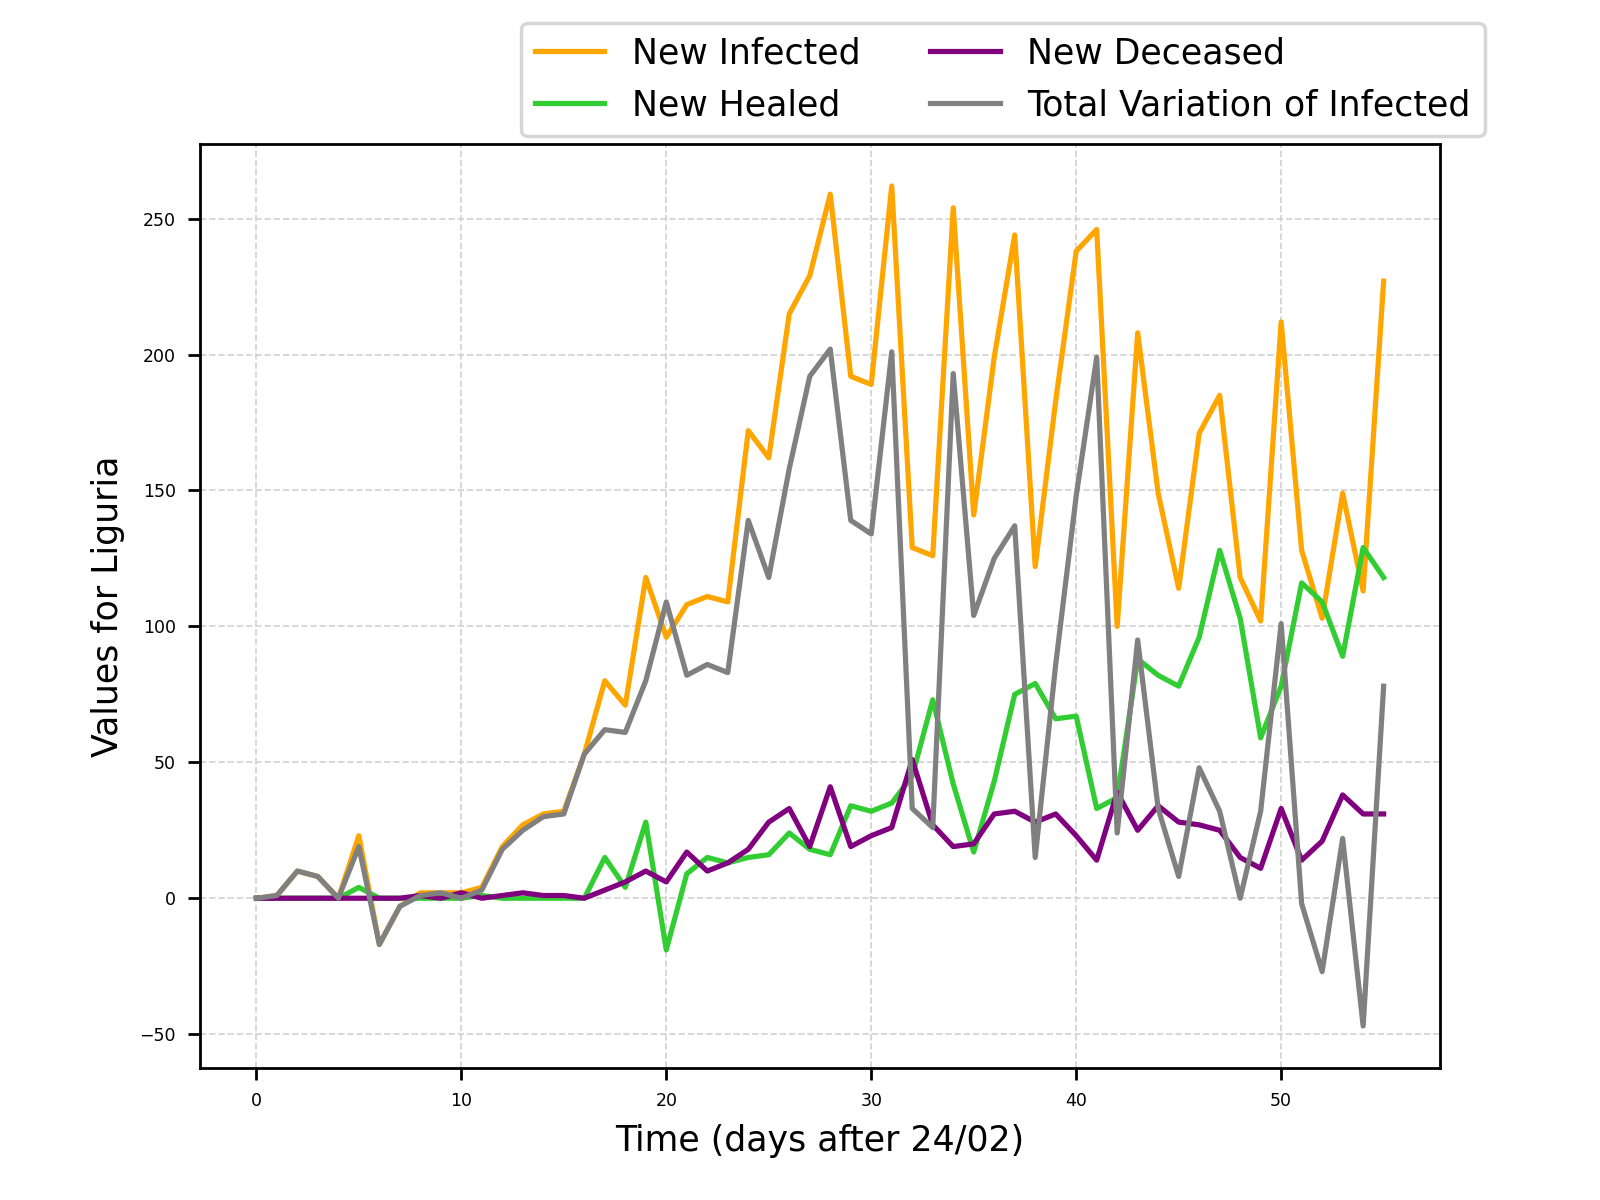 New Infected
New Healed
New Deceased
Total Variation of Infected
250
200
150
100
50
0
−50
Values for Liguria
0 10 20 30 40 50
Time (days after 24/02)